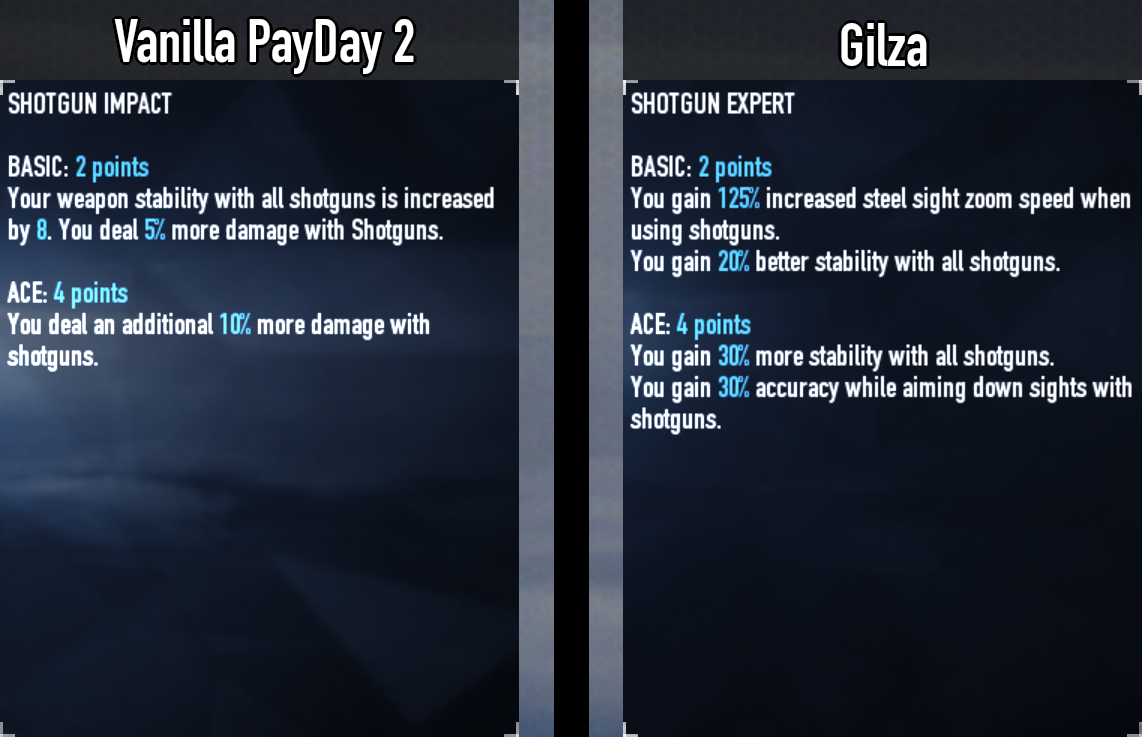 Vanilla PayDay 2
SHOTGUN IMPACT
BASIC: 2 points
Your weapon stability with all shotguns is increased
by 8. You deal 5% more damage with Shotguns.
ACE: 4 points
You deal an additional 10% more damage with
shotguns.
Gilza
SHOTGUN EXPERT
BASIC: 2 points
You gain 125% increased steel sight zoom speed when
using shotguns.
You gain 20% better stability with all shotguns.
ACE: 4 points
You gain 30% more stability with all shotguns.
You gain 30% accuracy while aiming down sights with
shotguns.